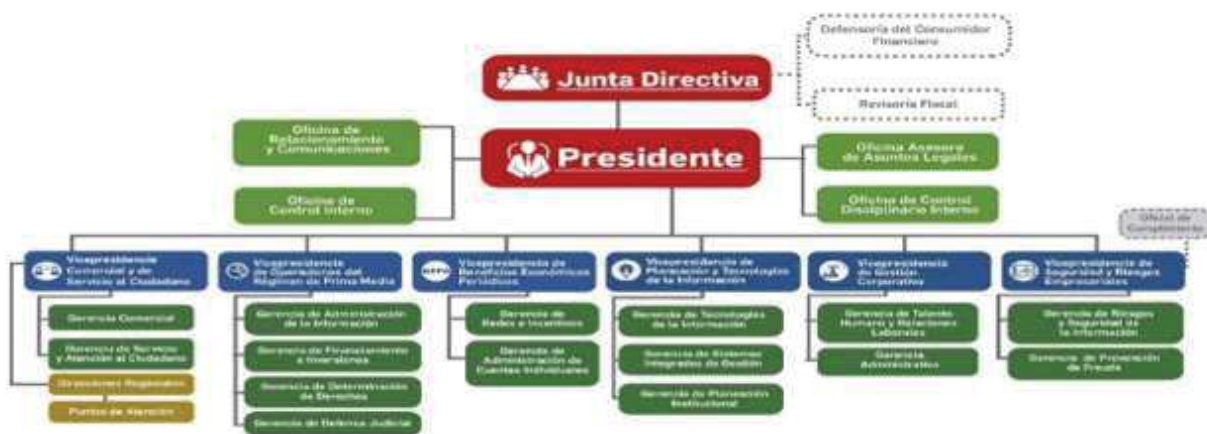 Defensoría del Consumidor
Financiero
Junta Directiva
Revisoría Fiscal
Oficina de
Relacionamiento
y Comunicaciones
Presidente
Oficina Asesora
de Asuntos Legales
Oficina de
Control Interno
Oficina de Control
Disciplinario Interno
Oficial de
Cumplimiento
Vicepresidencia
Comercial y de
Servicio al Ciudadano
Vicepresidencia
de Operaciones del
Régimen de Prima Media
BEPS
Vicepresidencia de
Beneficios Económicos
Periódicos
Vicepresidencia de
Planeación y Tecnologías
de la Información
Vicepresidencia
de Gestión
Corporativa
Vicepresidencia de
Seguridad y Riesgos
Empresariales
Gerencia Comercial
Gerencia de Servicio
y Atención al Ciudadano
Direcciones Regionales
Puntos de Atención
Gerencia de Administración
de la Información
Gerencia de Financiamiento
e Inversiones
Gerencia de Determinación
de Derechos
Gerencia de Defensa Judicial
Gerencia de
Redes e Incentivos
Gerencia de
Administración de
Cuentas Individuales
Gerencia de Tecnologías
de la Información
Gerencia de Sistemas
Integrados de Gestión
Gerencia de Planeación
Institucional
Gerencia de Talento
Humano y Relaciones
Laborales
Gerencia
Administrativa
Gerencia de Riesgos
y Seguridad de
la Información
Gerencia de Prevención
de Fraude